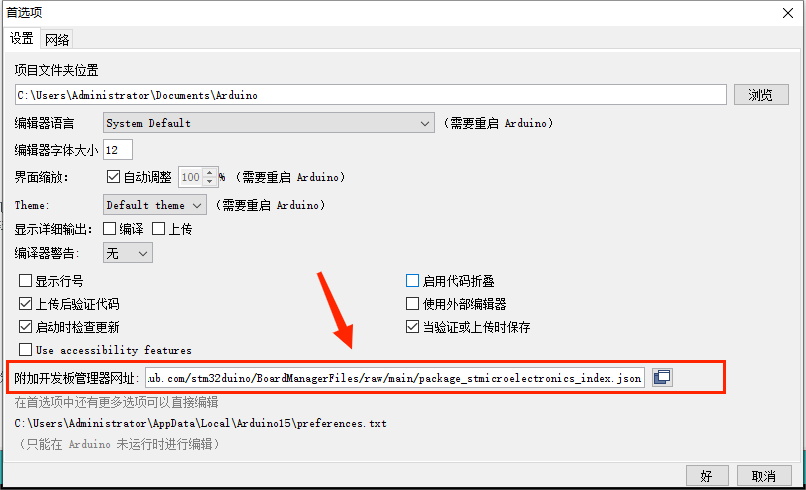 首选项
设置 网络
项目文件夹位置
C:\Users\Administrator\Documents\Arduino 浏览
编辑器语言 System Default (需要重启 Arduino)
编辑器字体大小 12
界面缩放: 自动调整 100 % (需要重启 Arduino)
Theme: Default theme (需要重启 Arduino)
显示详细输出: 编译 上传
编译器警告: 无
显示行号 启用代码折叠
上传后验证代码 使用外部编辑器
启动时检查更新 当验证或上传时保存
Use accessibility features
附加开发板管理器网址: ub.com/stm32duino/BoardManagerFiles/raw/main/package_stmicroelectronics_index.json
在首选项中还有更多选项可以直接编辑
C:\Users\Administrator\AppData\Local\Arduino15\preferences.txt
(只能在 Arduino 未运行时进行编辑)
好 取消